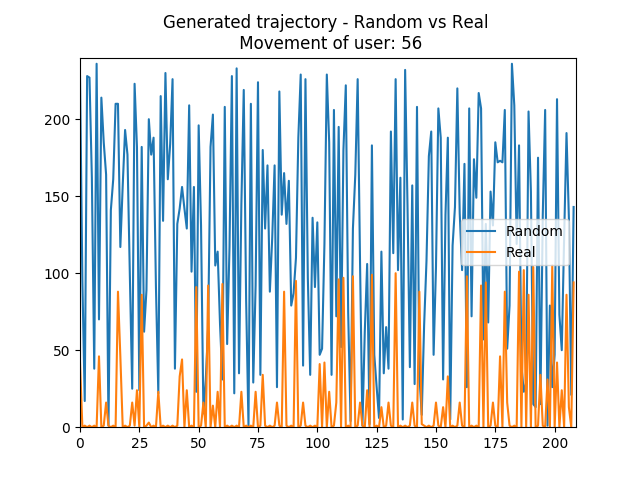 Generated trajectory - Random vs Real
Movement of user: 56
200
150
100
50
0
Random
Real
0 25 50 75 100 125 150 175 200